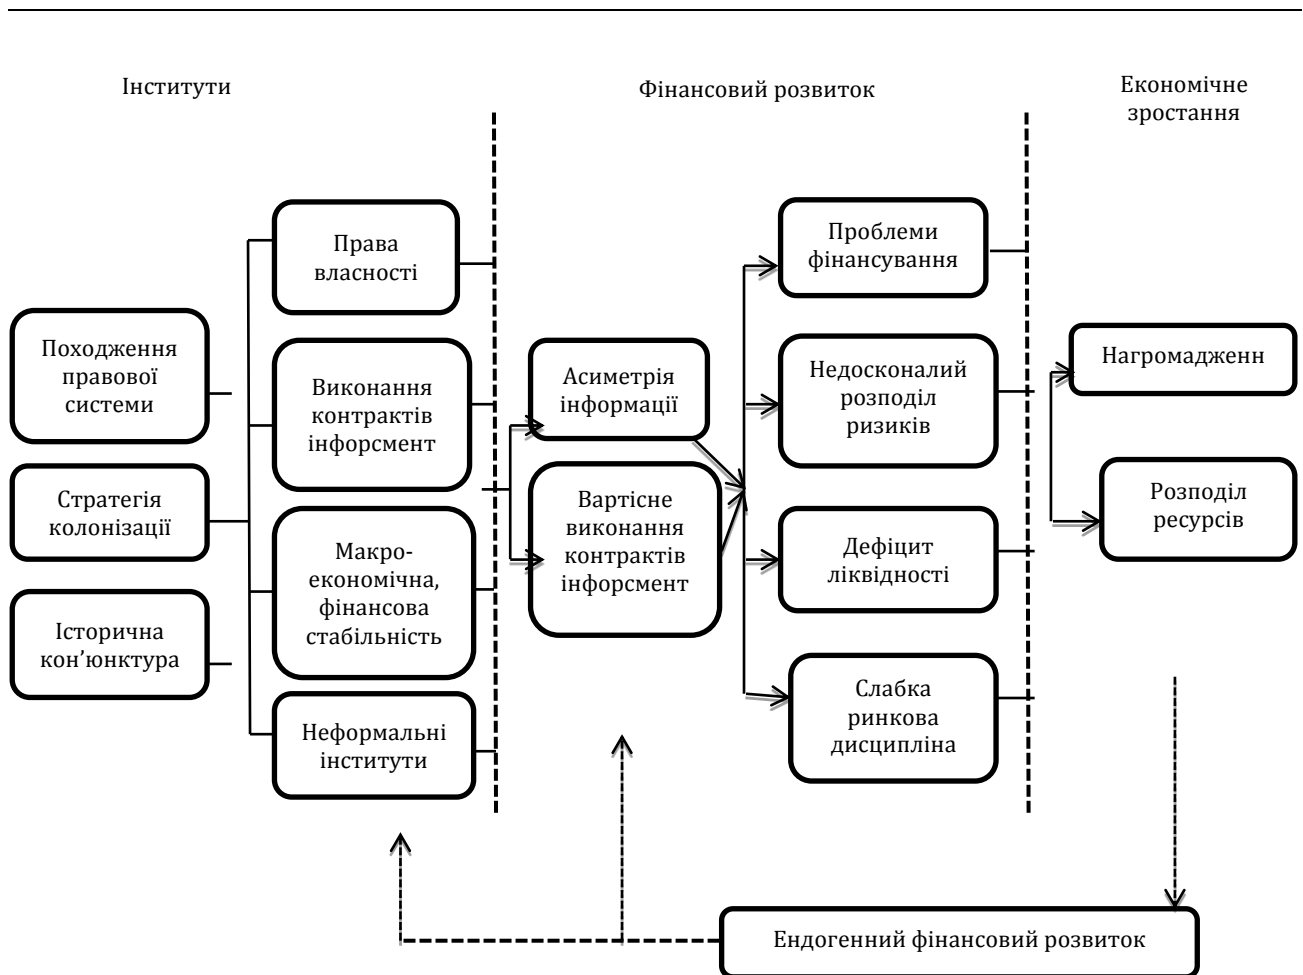 Інститути
Фінансовий розвиток
Економічне
зростання
Походження
правової
системи
Стратегія
колонізації
Історична
кон’юнктура
Права
власності
Виконання
контрактів
інфорсмент
Макро-
економічна,
фінансова
стабільність
Неформальні
інститути
Асиметрія
інформації
Вартісне
виконання
контрактів
інфорсмент
Проблеми
фінансування
Недосконалий
розподіл
ризиків
Дефіцит
ліквідності
Слабка
ринкова
дисципліна
Нагромадженн
Розподіл
ресурсів
Ендогенний фінансовий розвиток